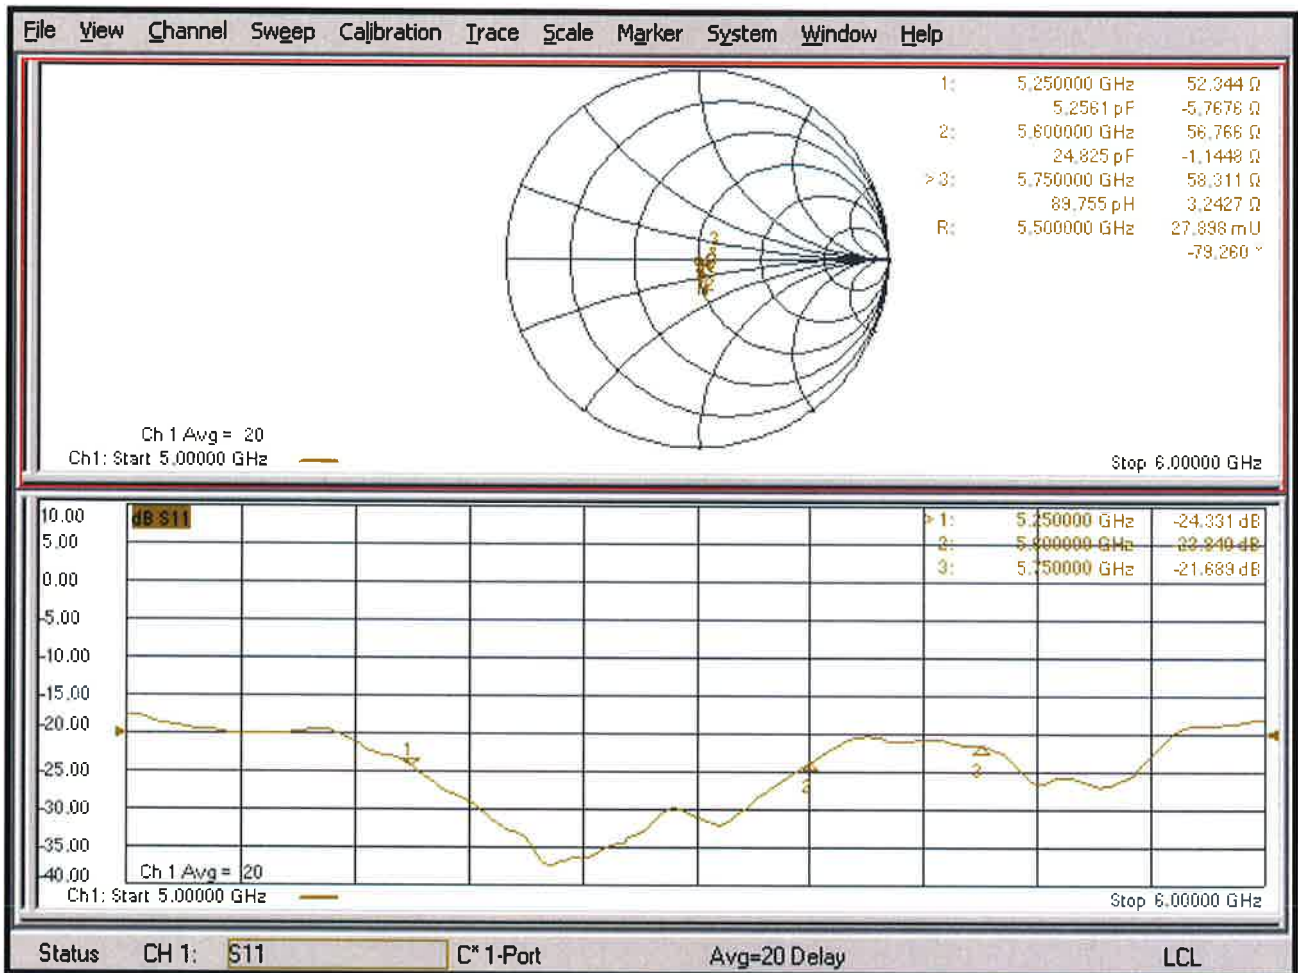 File View Channel Sweep Calibration Trace Scale Marker System Window Help
1: 5.250000 GHz 52.344 Ω
5.2561 pF -5.7676 Ω
2: 5.600000 GHz 56.766 Ω
24.825 pF -1.1448 Ω
> 3: 5.750000 GHz 58.311 Ω
89.755 pH 3.2427 Ω
R: 5.500000 GHz 27.898 mU
-79.260 °
Ch 1 Avg = 20
Ch1: Start 5.00000 GHz
Stop 6.00000 GHz
10.00
5.00
0.00
-5.00
-10.00
-15.00
-20.00
-25.00
-30.00
-35.00
-40.00
dB S11
> 1: 5.250000 GHz -24.331 dB
2: 5.600000 GHz -23.840 dB
3: 5.750000 GHz -21.689 dB
1
2
3
Ch 1 Avg = 20
Ch1: Start 5.00000 GHz
Stop 6.00000 GHz
Status CH 1: S11 C* 1-Port Avg=20 Delay LCL